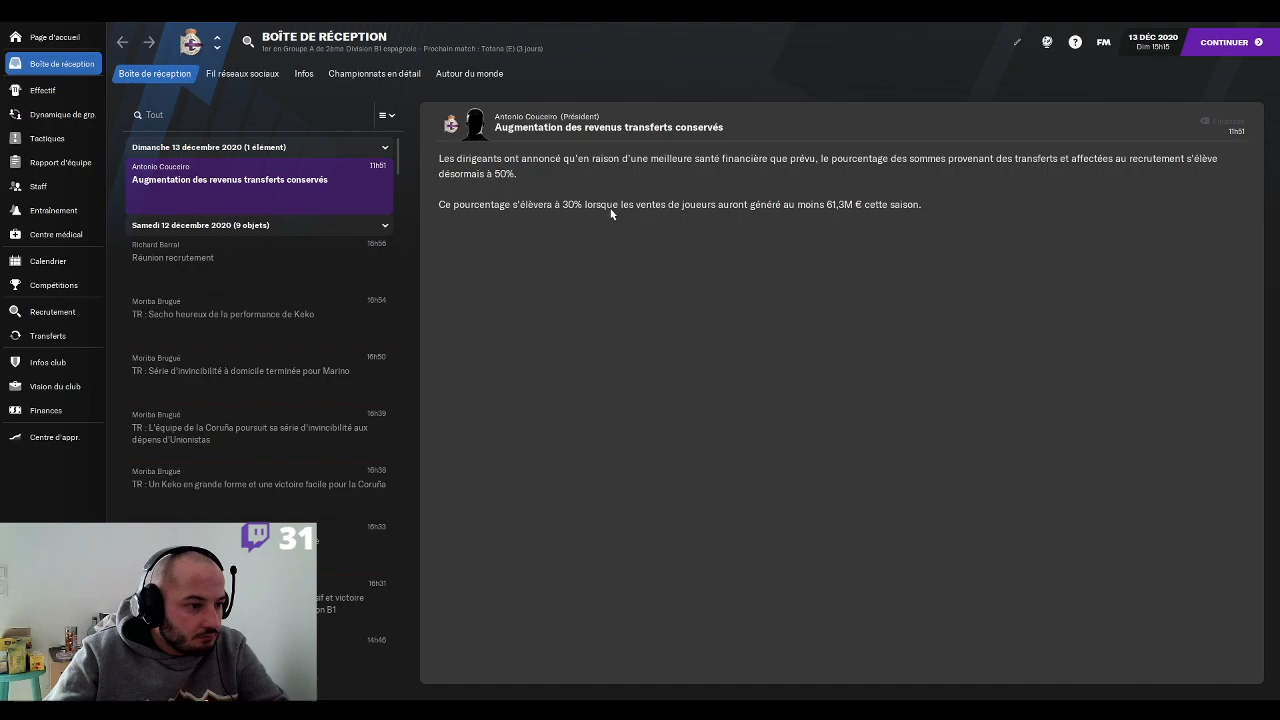 Page d'accueil
Boîte de réception
Effectif
Dynamique de grp.
Tactiques
Rapport d'équipe
Staff
Entraînement
Centre médical
Calendrier
Compétitions
Recrutement
Transferts
Infos club
Vision du club
Finances
Centre d'appr.
BOÎTE DE RÉCEPTION
1er en Groupe A de 2ème Division B1 espagnole - Prochain match - Totana (E) (3 jours)
FM
13 DÉC 2020
Dim 15h15
CONTINUER
Boîte de réception
Fil réseaux sociaux
Infos
Championnats en détail
Autour du monde
Tout
Dimanche 13 décembre 2020 (1 élément)
Antonio Couceiro 11h51
Augmentation des revenus transferts conservés
Samedi 12 décembre 2020 (9 objets)
Richard Barral 16h56
Réunion recrutement
Moriba Brugué 16h54
TR : Secho heureux de la performance de Keko
Moriba Brugué 16h50
TR : Série d'invincibilité à domicile terminée pour Marino
Moriba Brugué 16h39
TR : L'équipe de la Coruña poursuit sa série d'invincibilité aux
dépens d'Unionistas
Moriba Brugué 16h38
TR : Un Keko en grande forme et une victoire facile pour la Coruña
16h33
16h31
et victoire
on B1
14h46
31
Antonio Couceiro (Président)
Augmentation des revenus transferts conservés
Finances
11h51
Les dirigeants ont annoncé qu'en raison d'une meilleure santé financière que prévu, le pourcentage des sommes provenant des transferts et affectées au recrutement s'élève
désormais à 50%.
Ce pourcentage s'élèvera à 30% lorsque les ventes de joueurs auront généré au moins 61,3M € cette saison.